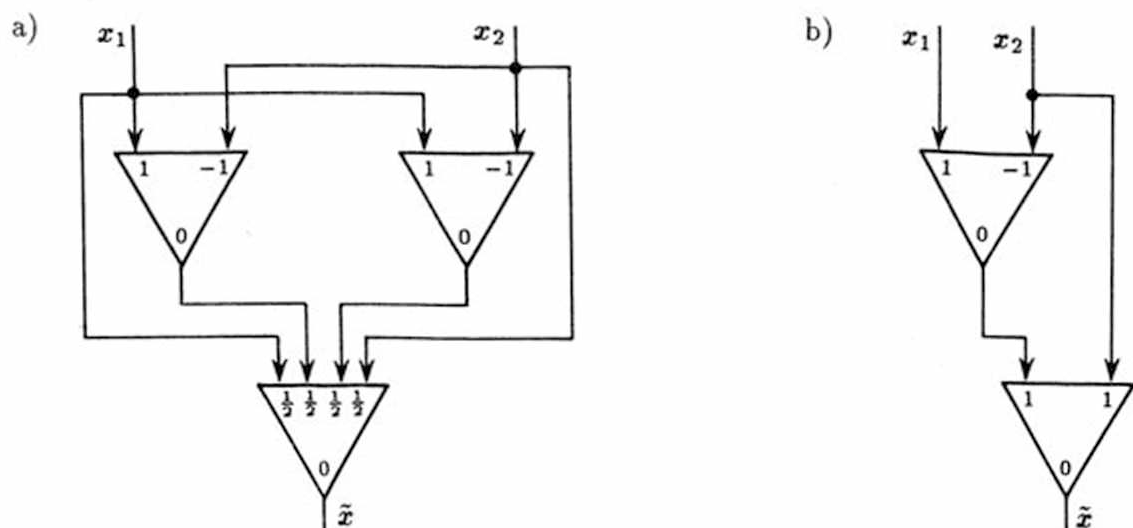 a)
x₁ x₂
1 −1 1 −1
0 0
½ ½ ½ ½
0
x̃
b)
x₁ x₂
1 −1
0
1 1
0
x̃